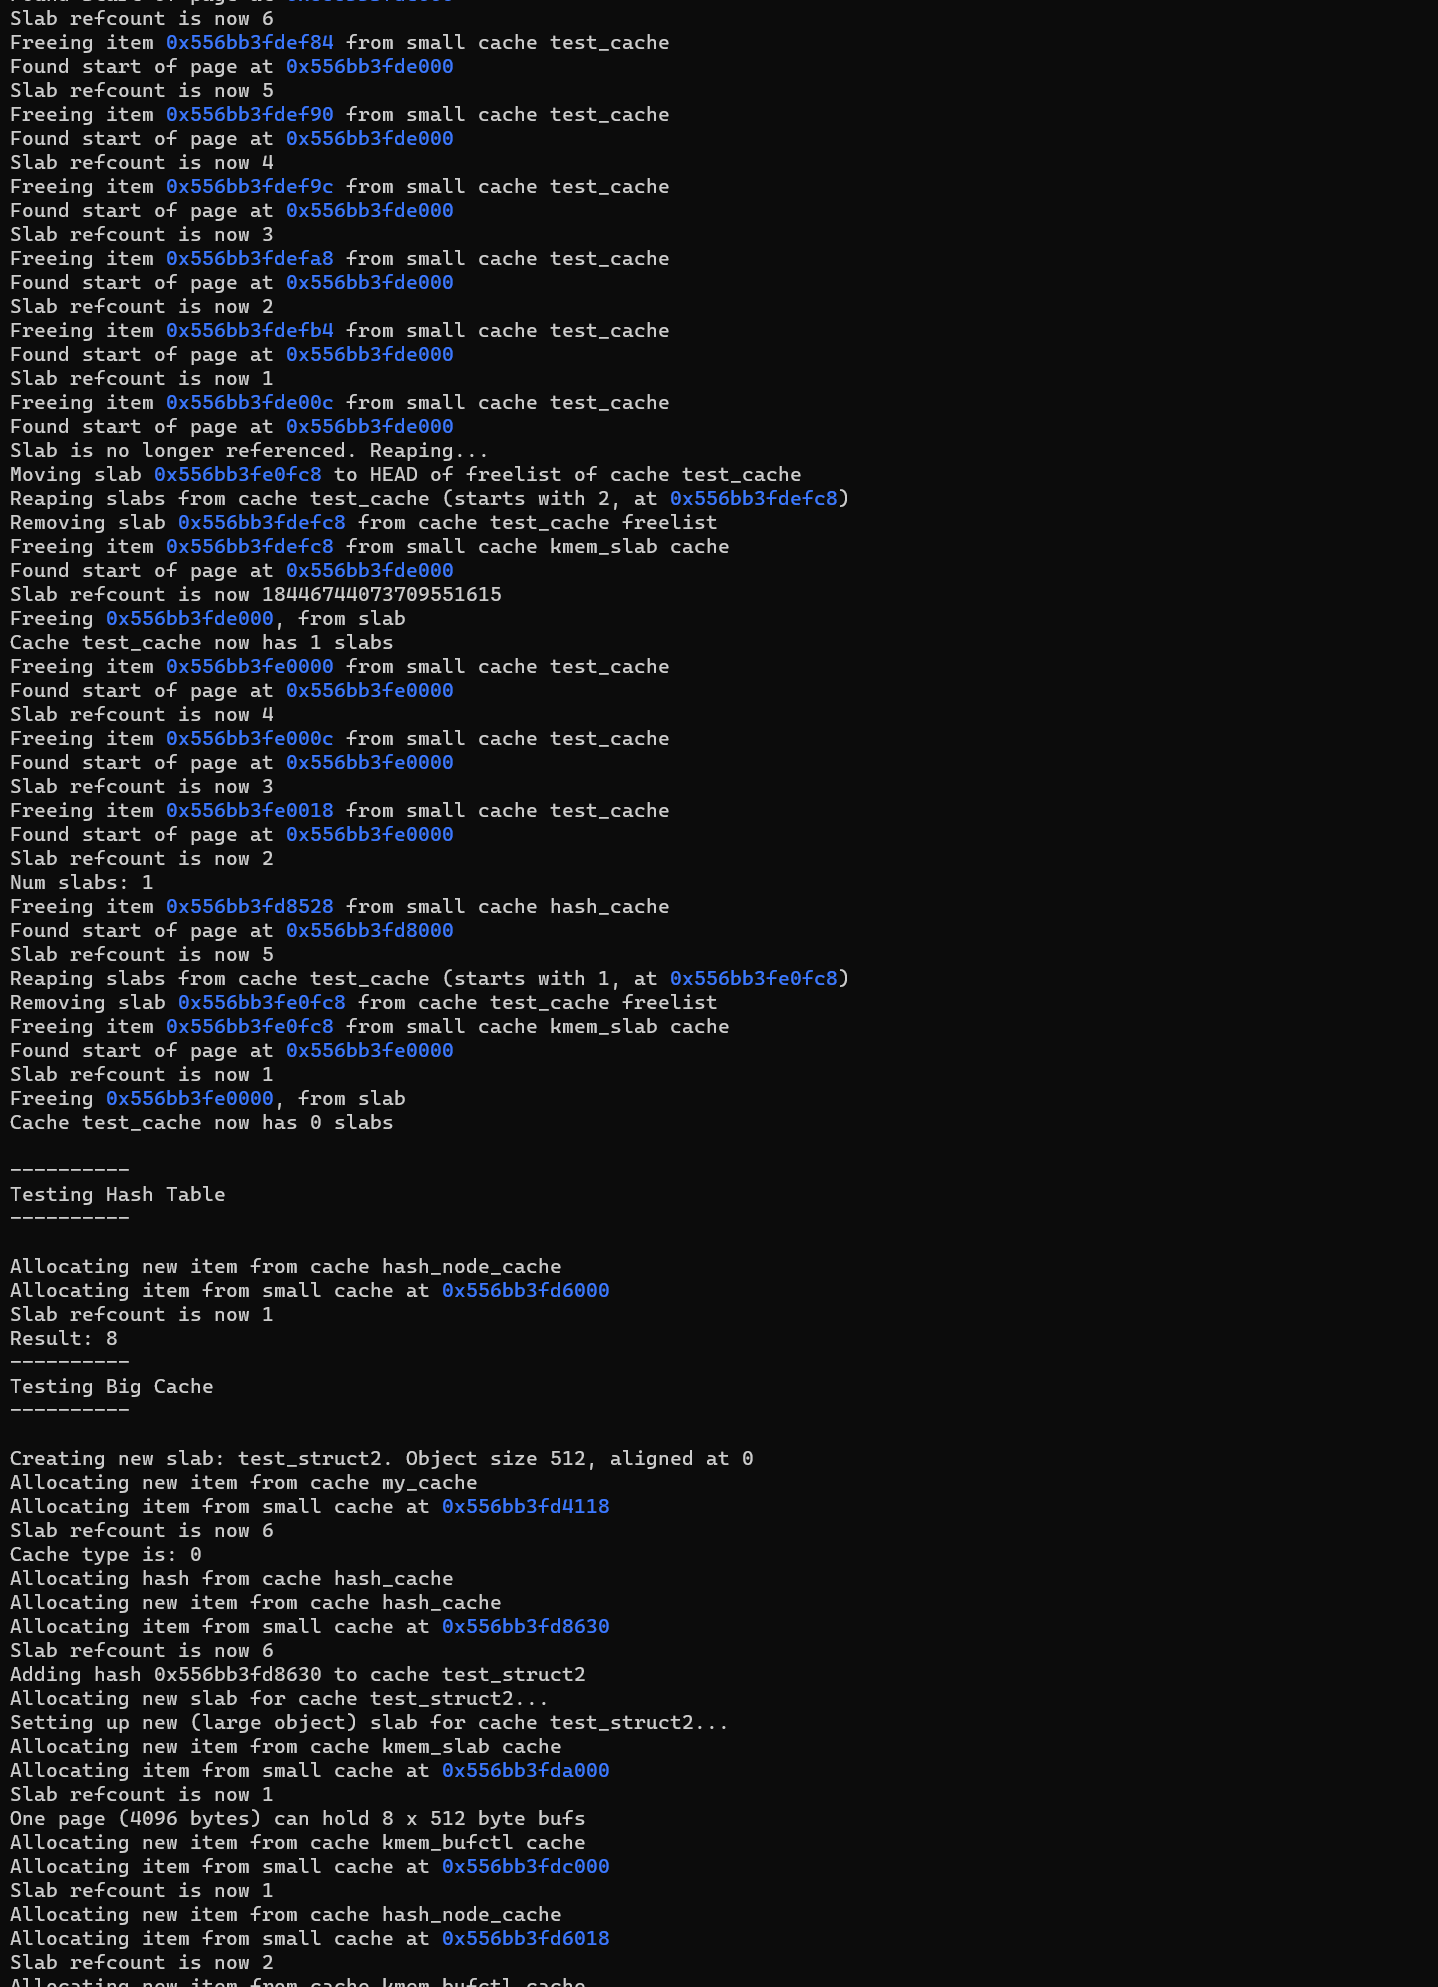 Found start of page at 0x556bb3fde000
Slab refcount is now 6
Freeing item 0x556bb3fdef84 from small cache test_cache
Found start of page at 0x556bb3fde000
Slab refcount is now 5
Freeing item 0x556bb3fdef90 from small cache test_cache
Found start of page at 0x556bb3fde000
Slab refcount is now 4
Freeing item 0x556bb3fdef9c from small cache test_cache
Found start of page at 0x556bb3fde000
Slab refcount is now 3
Freeing item 0x556bb3fdefa8 from small cache test_cache
Found start of page at 0x556bb3fde000
Slab refcount is now 2
Freeing item 0x556bb3fdefb4 from small cache test_cache
Found start of page at 0x556bb3fde000
Slab refcount is now 1
Freeing item 0x556bb3fde00c from small cache test_cache
Found start of page at 0x556bb3fde000
Slab is no longer referenced. Reaping...
Moving slab 0x556bb3fe0fc8 to HEAD of freelist of cache test_cache
Reaping slabs from cache test_cache (starts with 2, at 0x556bb3fdefc8)
Removing slab 0x556bb3fdefc8 from cache test_cache freelist
Freeing item 0x556bb3fdefc8 from small cache kmem_slab cache
Found start of page at 0x556bb3fde000
Slab refcount is now 18446744073709551615
Freeing 0x556bb3fde000, from slab
Cache test_cache now has 1 slabs
Freeing item 0x556bb3fe0000 from small cache test_cache
Found start of page at 0x556bb3fe0000
Slab refcount is now 4
Freeing item 0x556bb3fe000c from small cache test_cache
Found start of page at 0x556bb3fe0000
Slab refcount is now 3
Freeing item 0x556bb3fe0018 from small cache test_cache
Found start of page at 0x556bb3fe0000
Slab refcount is now 2
Num slabs: 1
Freeing item 0x556bb3fd8528 from small cache hash_cache
Found start of page at 0x556bb3fd8000
Slab refcount is now 5
Reaping slabs from cache test_cache (starts with 1, at 0x556bb3fe0fc8)
Removing slab 0x556bb3fe0fc8 from cache test_cache freelist
Freeing item 0x556bb3fe0fc8 from small cache kmem_slab cache
Found start of page at 0x556bb3fe0000
Slab refcount is now 1
Freeing 0x556bb3fe0000, from slab
Cache test_cache now has 0 slabs
----------
Testing Hash Table
----------
Allocating new item from cache hash_node_cache
Allocating item from small cache at 0x556bb3fd6000
Slab refcount is now 1
Result: 8
----------
Testing Big Cache
----------
Creating new slab: test_struct2. Object size 512, aligned at 0
Allocating new item from cache my_cache
Allocating item from small cache at 0x556bb3fd4118
Slab refcount is now 6
Cache type is: 0
Allocating hash from cache hash_cache
Allocating new item from cache hash_cache
Allocating item from small cache at 0x556bb3fd8630
Slab refcount is now 6
Adding hash 0x556bb3fd8630 to cache test_struct2
Allocating new slab for cache test_struct2...
Setting up new (large object) slab for cache test_struct2...
Allocating new item from cache kmem_slab cache
Allocating item from small cache at 0x556bb3fda000
Slab refcount is now 1
One page (4096 bytes) can hold 8 x 512 byte bufs
Allocating new item from cache kmem_bufctl cache
Allocating item from small cache at 0x556bb3fdc000
Slab refcount is now 1
Allocating new item from cache hash_node_cache
Allocating item from small cache at 0x556bb3fd6018
Slab refcount is now 2
Allocating new item from cache kmem_bufctl cache